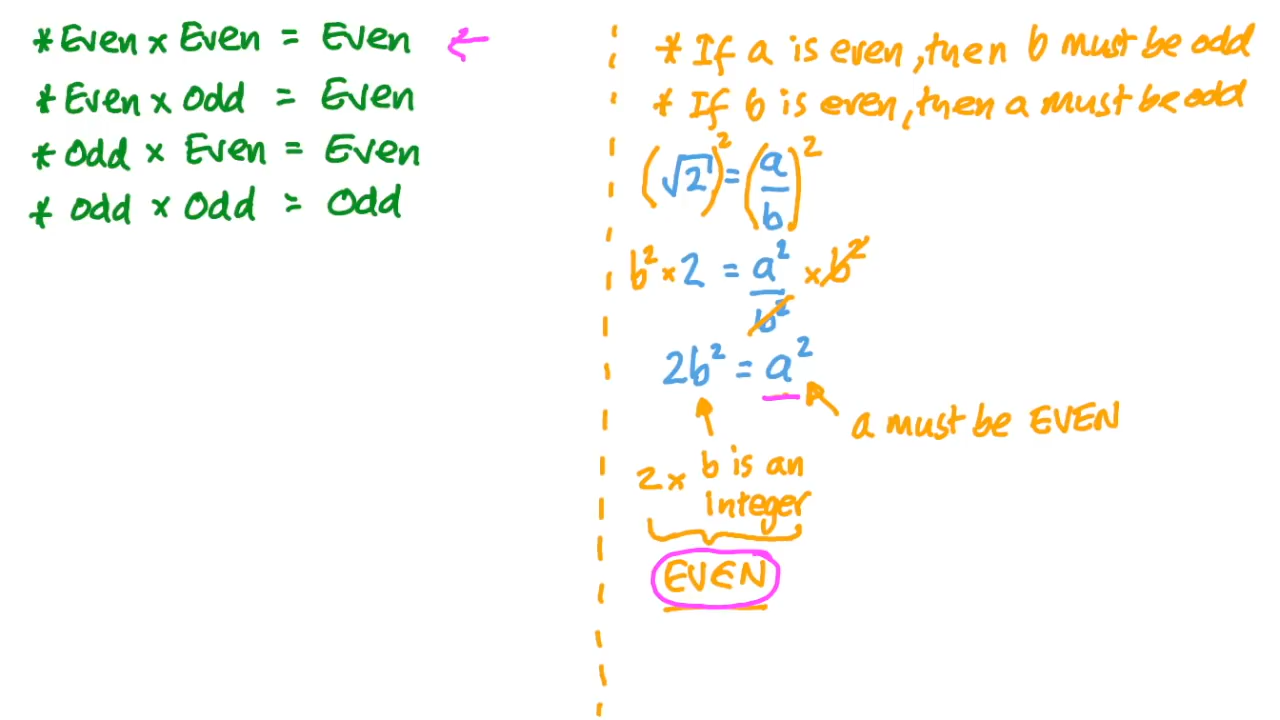 * Even x Even = Even ←
* Even x Odd = Even
* Odd x Even = Even
* Odd x Odd = Odd
* If a is even, then b must be odd
* If b is even, then a must be odd
(√2)² = (a/b)²
b² × 2 = a²/b² × b²
2b² = a²
a must be EVEN
2 × b is an
integer
EVEN